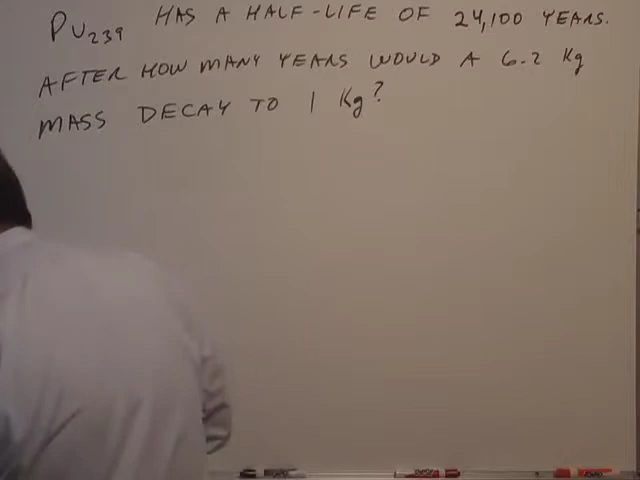 PU239 HAS A HALF-LIFE OF 24,100 YEARS.
AFTER HOW MANY YEARS WOULD A 6.2 Kg
MASS DECAY TO 1 Kg?